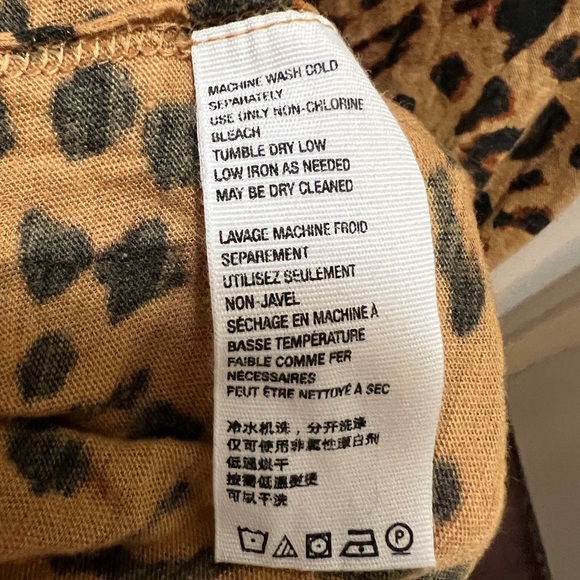 MACHINE WASH COLD
SEPARATELY
USE ONLY NON-CHLORINE
BLEACH
TUMBLE DRY LOW
LOW IRON AS NEEDED
MAY BE DRY CLEANED
LAVAGE MACHINE FROID
SEPAREMENT
UTILISEZ SEULEMENT
NON-JAVEL
SÉCHAGE EN MACHINE À
BASSE TEMPÉRATURE
FAIBLE COMME FER
NÉCESSAIRES
PEUT ÊTRE NETTOYÉ A SEC
冷水机洗，分开洗涤
仅可使用非氯性漂白剂
低温烘干
按需低温熨烫
可以干洗
P